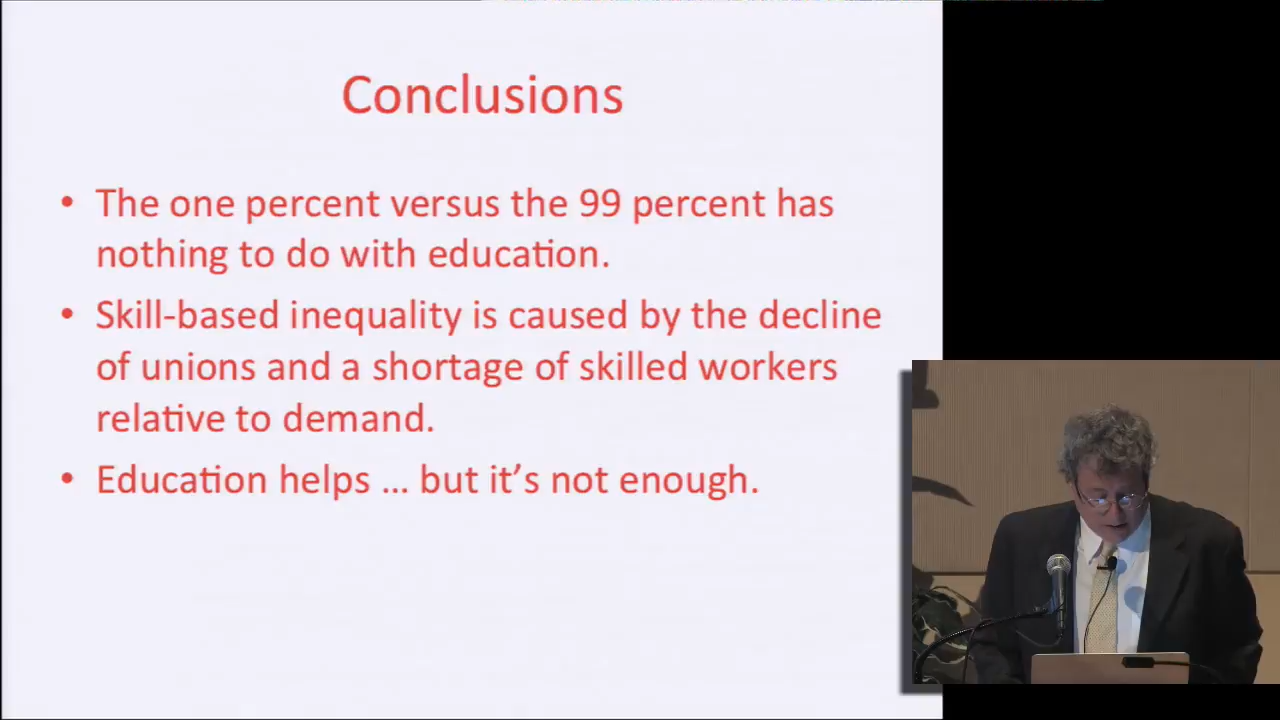 Conclusions
• The one percent versus the 99 percent has
nothing to do with education.
• Skill-based inequality is caused by the decline
of unions and a shortage of skilled workers
relative to demand.
• Education helps … but it’s not enough.